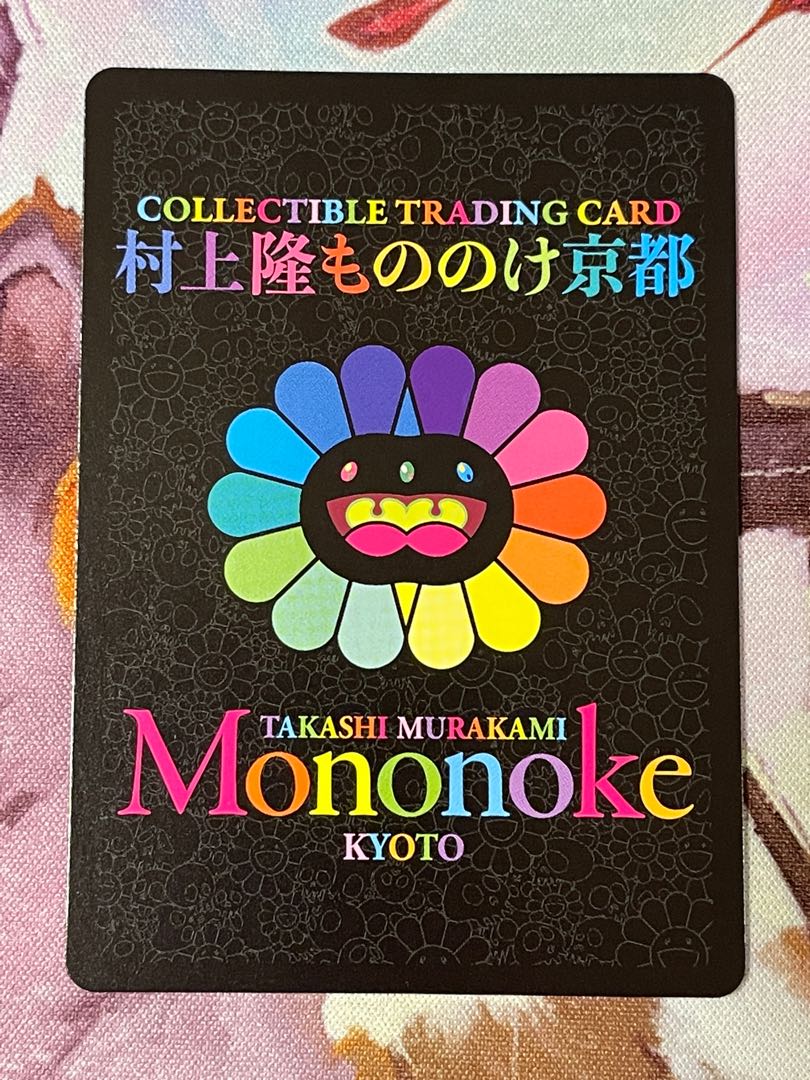 COLLECTIBLE TRADING CARD
村上隆もののけ京都
TAKASHI MURAKAMI
Mononoke
KYOTO